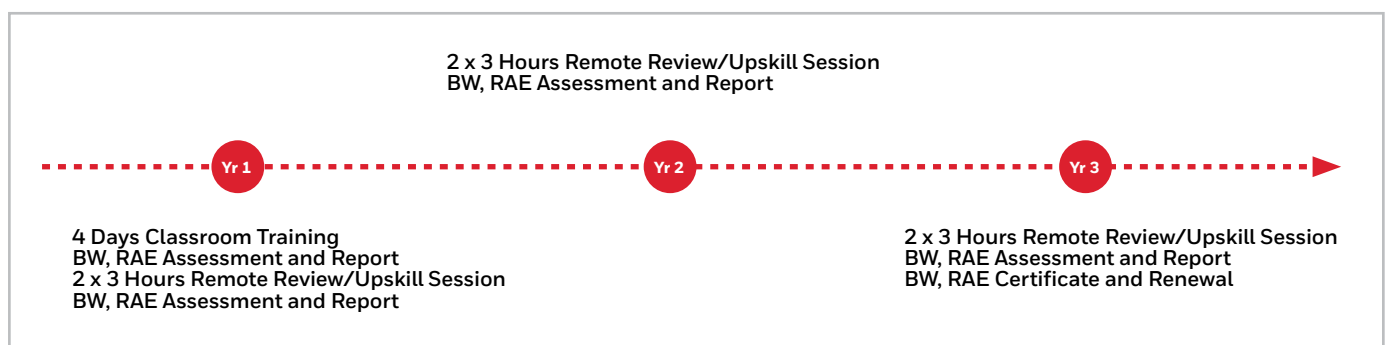 2 x 3 Hours Remote Review/Upskill Session
BW, RAE Assessment and Report
Yr 1
Yr 2
Yr 3
4 Days Classroom Training
BW, RAE Assessment and Report
2 x 3 Hours Remote Review/Upskill Session
BW, RAE Assessment and Report
2 x 3 Hours Remote Review/Upskill Session
BW, RAE Assessment and Report
BW, RAE Certificate and Renewal